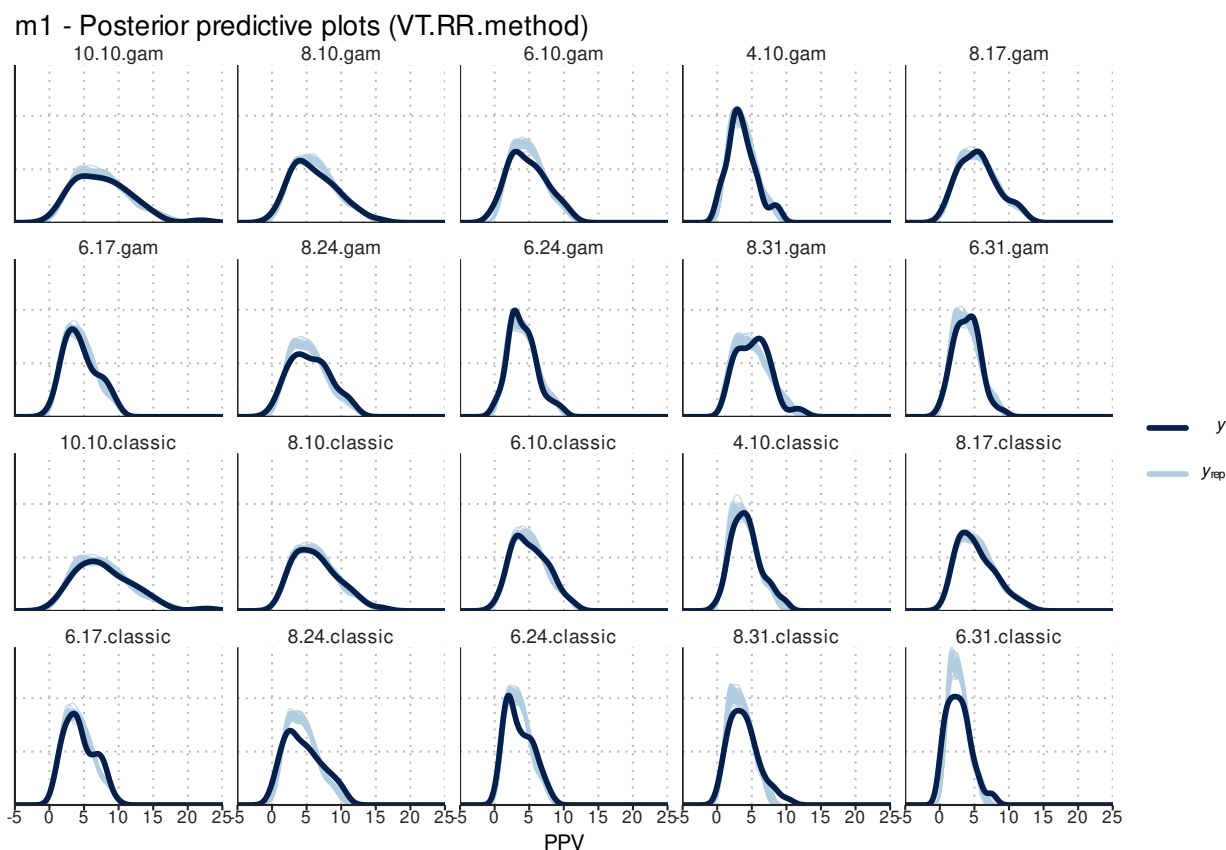 m1 - Posterior predictive plots (VT.RR.method)
10.10.gam 8.10.gam 6.10.gam 4.10.gam 8.17.gam
6.17.gam 8.24.gam 6.24.gam 8.31.gam 6.31.gam
y
yrep
10.10.classic 8.10.classic 6.10.classic 4.10.classic 8.17.classic
6.17.classic 8.24.classic 6.24.classic 8.31.classic 6.31.classic
-5 0 5 10 15 20 25 -5 0 5 10 15 20 25 -5 0 5 10 15 20 25 -5 0 5 10 15 20 25 -5 0 5 10 15 20 25
PPV